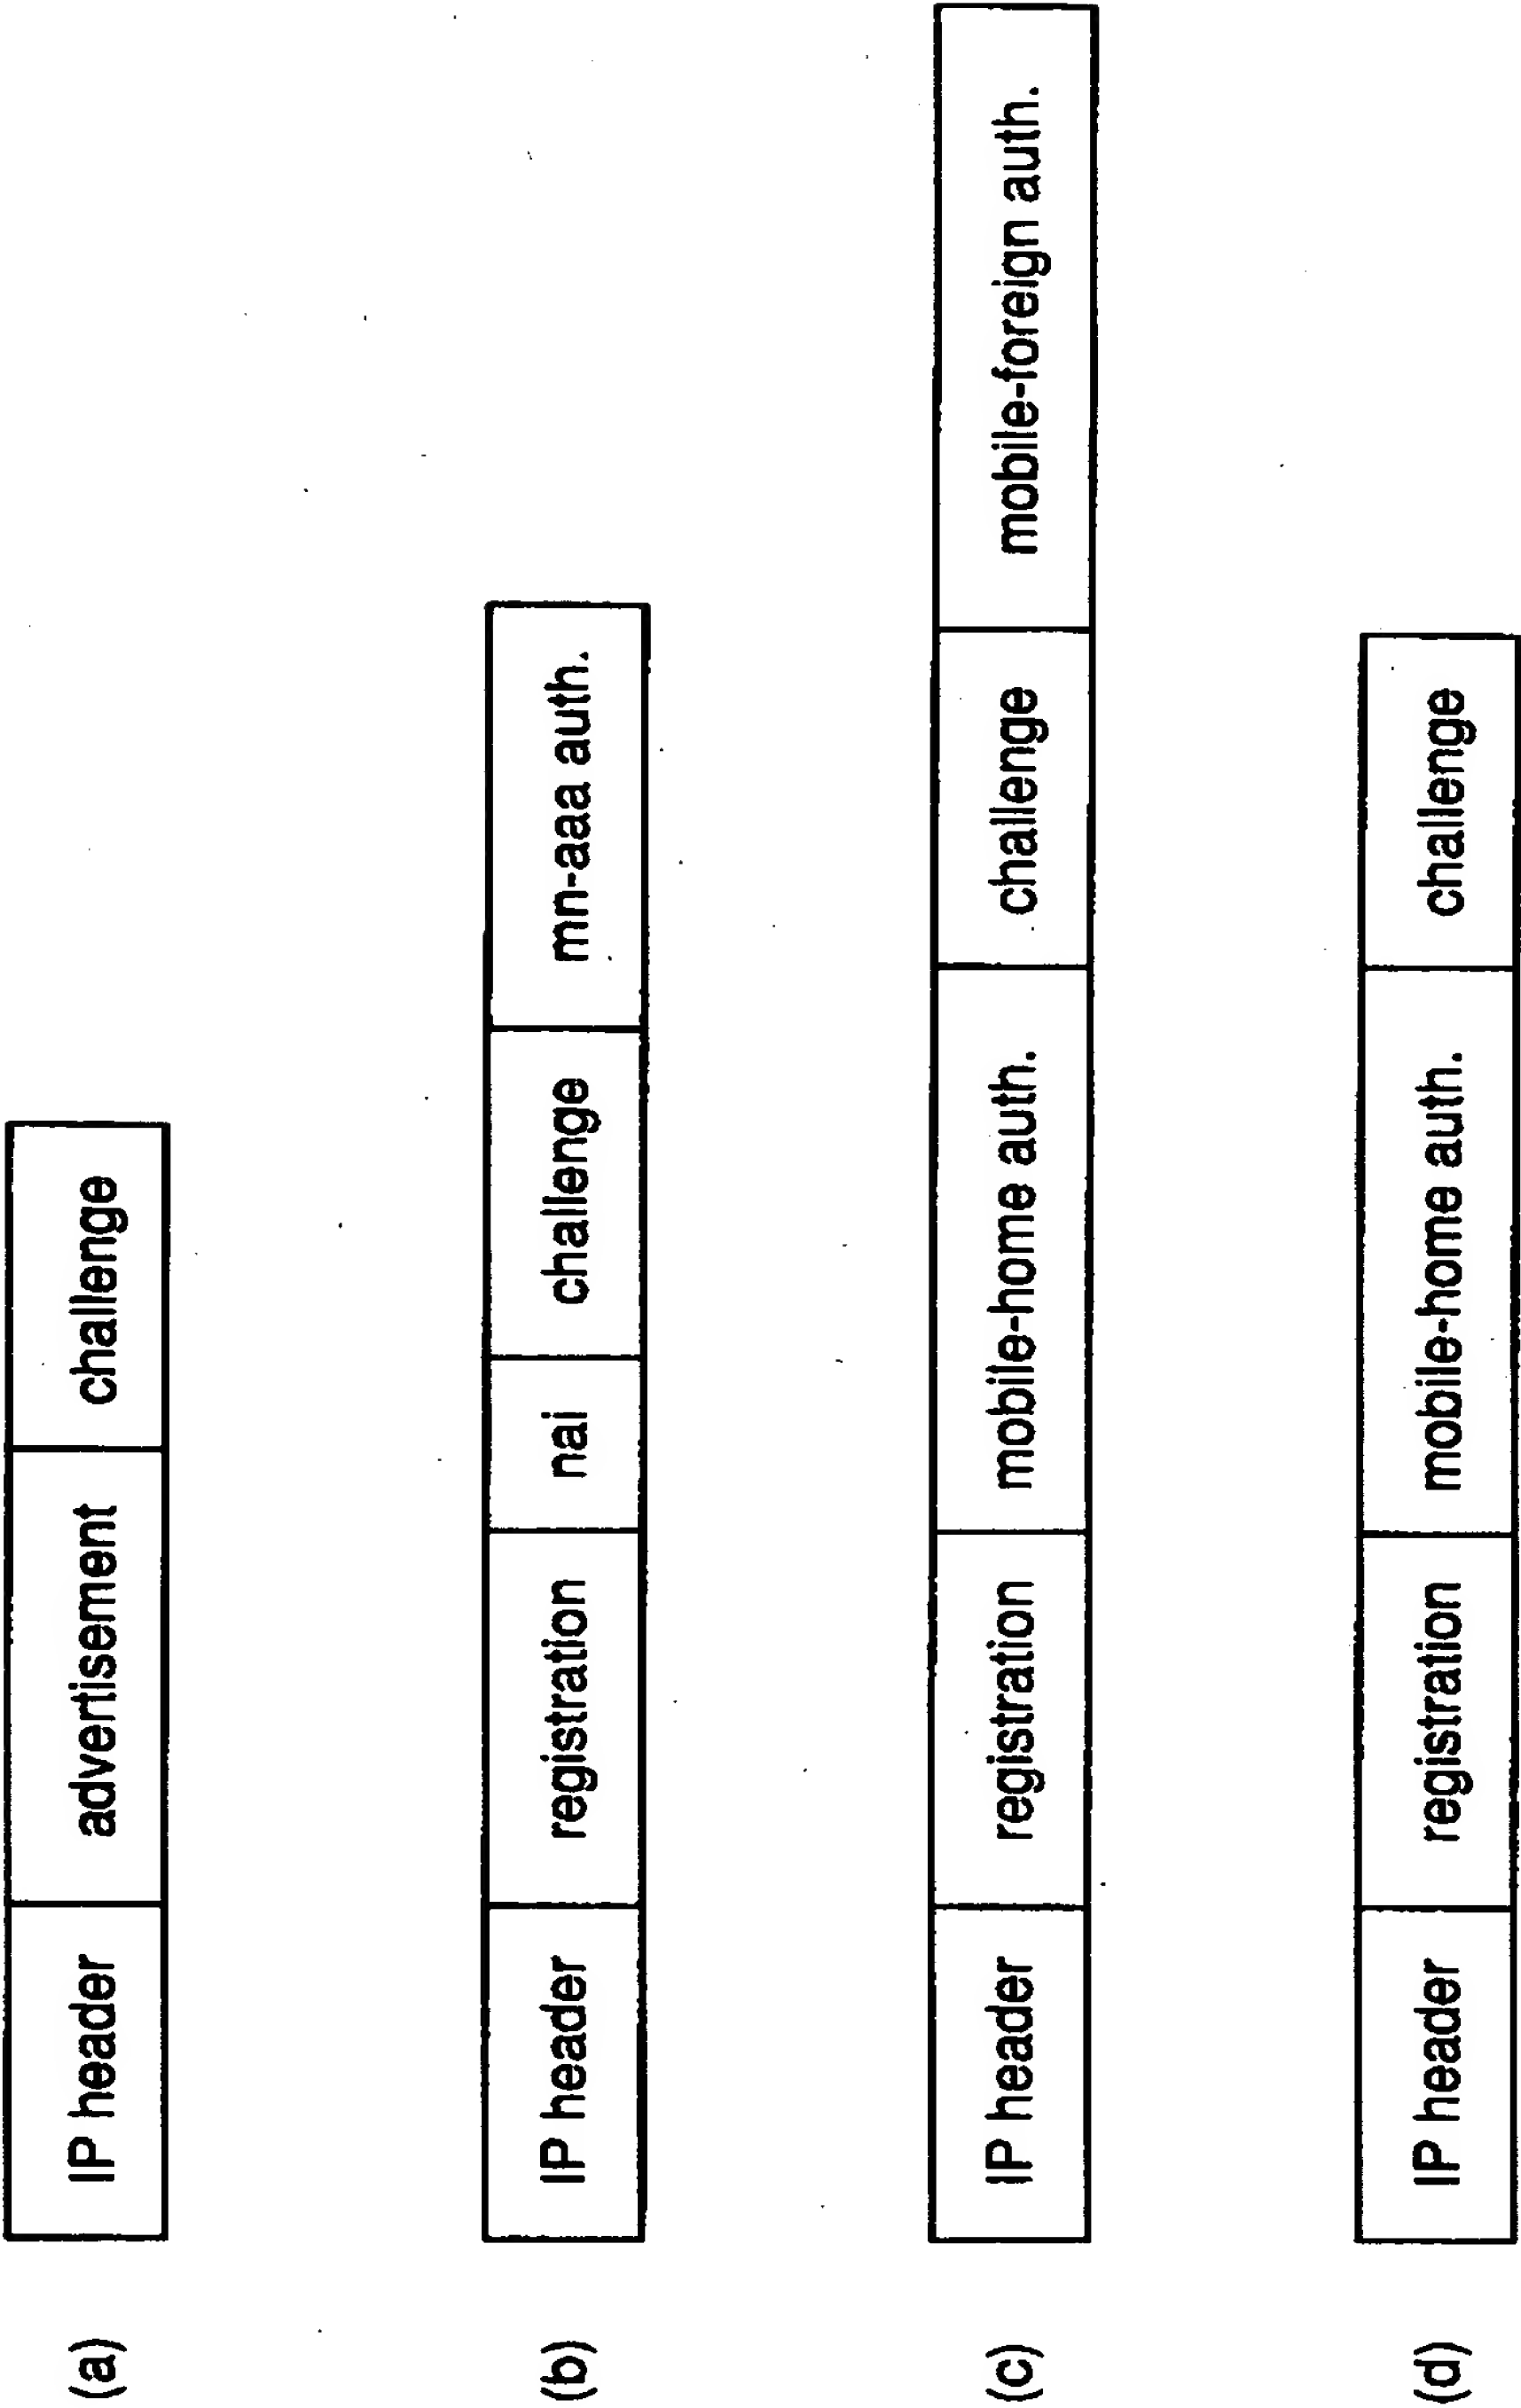 (a) IP header advertisement challenge
(b) IP header registration nai challenge mn-aaa auth.
(c) IP header registration mobile-home auth. challenge mobile-foreign auth.
(d) IP header registration mobile-home auth. challenge